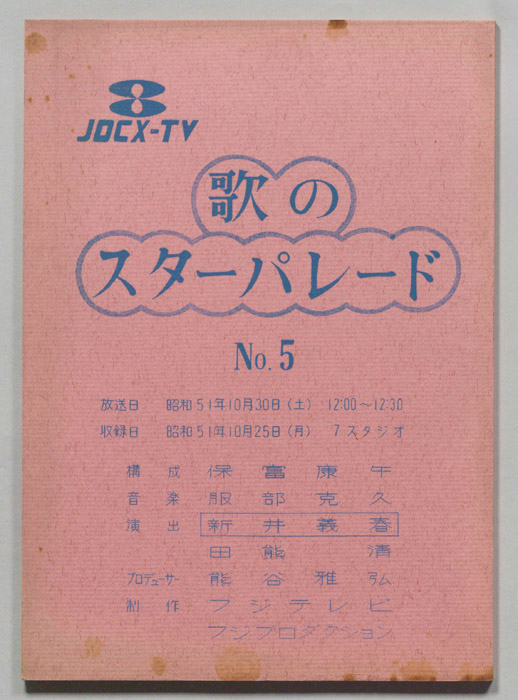 JOCX-TV
歌の
スターパレード
No.5
放送日 昭和51年10月30日(土) 12:00~12:30
収録日 昭和51年10月25日(月) 7スタジオ
構成 保富康午
音楽 服部克久
演出 新井義春
田熊清
プロデューサー 熊谷雅弘
制作 フジテレビ
フジプロダクション